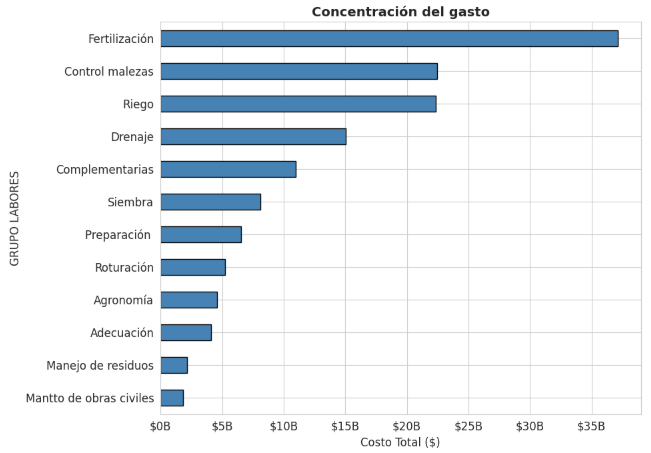 Concentración del gasto
GRUPO LABORES
Fertilización
Control malezas
Riego
Drenaje
Complementarias
Siembra
Preparación
Roturación
Agronomía
Adecuación
Manejo de residuos
Mantto de obras civiles
$0B $5B $10B $15B $20B $25B $30B $35B
Costo Total ($)